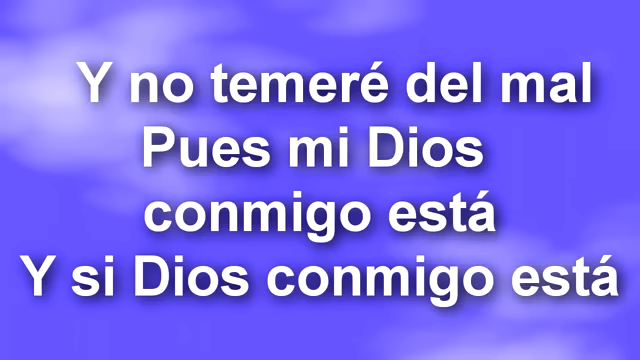 Y no temeré del mal
Pues mi Dios
conmigo está
Y si Dios conmigo está